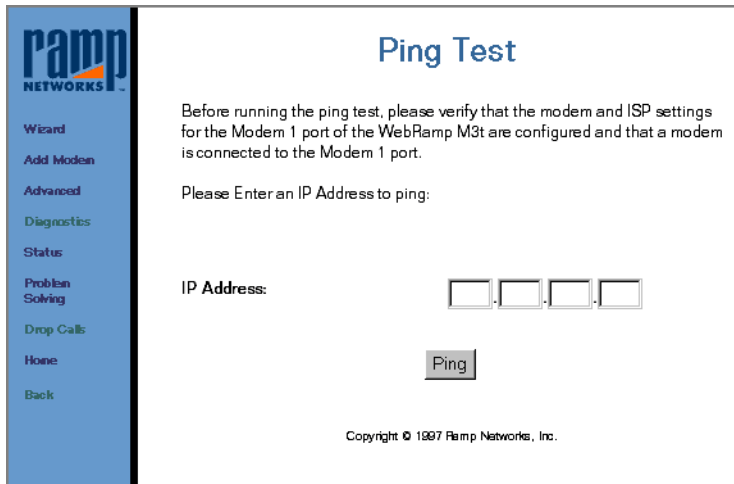 ramp
NETWORKS
Wizard
Add Modem
Advanced
Diagnostics
Status
Problem
Solving
Drop Calls
Home
Back
Ping Test
Before running the ping test, please verify that the modem and ISP settings
for the Modem 1 port of the WebRamp M3t are configured and that a modem
is connected to the Modem 1 port.
Please Enter an IP Address to ping:
IP Address:
. . .
Ping
Copyright © 1997 Ramp Networks, Inc.